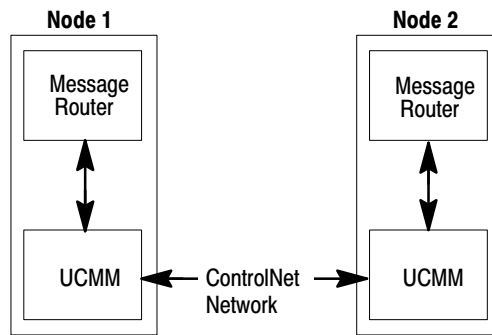 Node 1
Node 2
Message
Router
Message
Router
UCMM
ControlNet
Network
UCMM